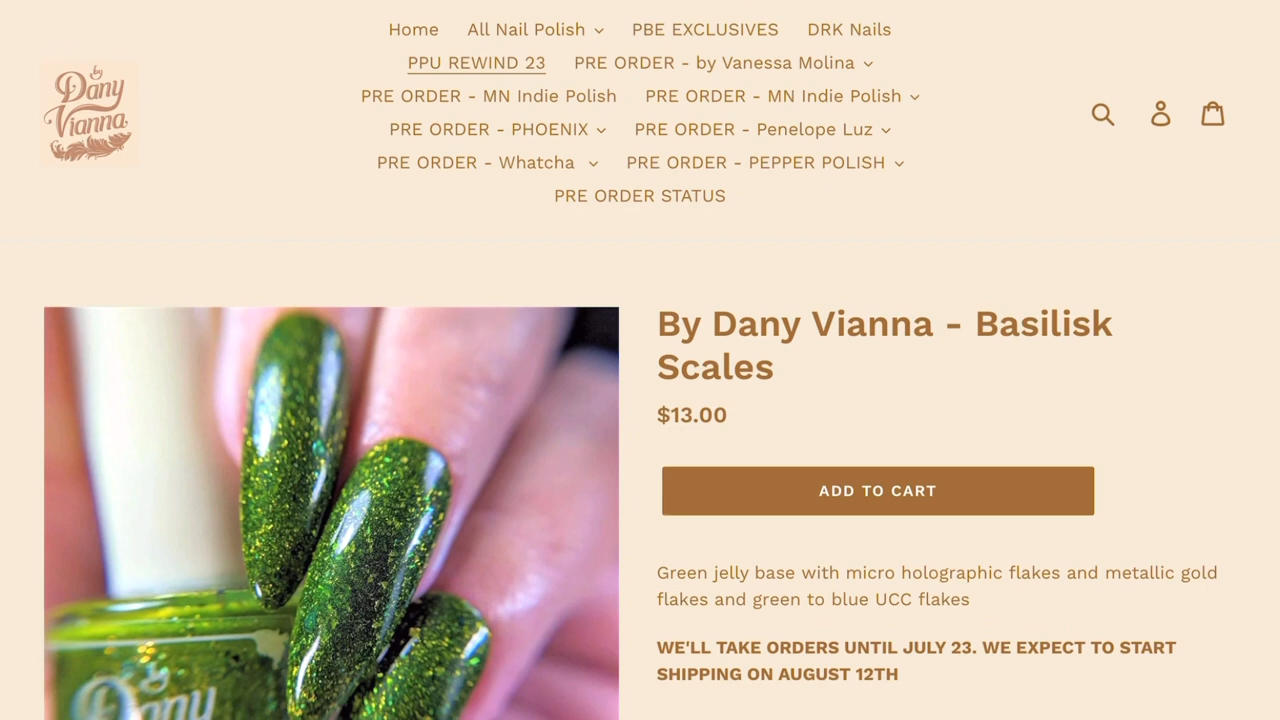 Home All Nail Polish PBE EXCLUSIVES DRK Nails
by
Dany
Vianna
PPU REWIND 23 PRE ORDER - by Vanessa Molina
PRE ORDER - MN Indie Polish PRE ORDER - MN Indie Polish
PRE ORDER - PHOENIX PRE ORDER - Penelope Luz
PRE ORDER - Whatcha PRE ORDER - PEPPER POLISH
PRE ORDER STATUS
By Dany Vianna - Basilisk
Scales
$13.00
ADD TO CART
Green jelly base with micro holographic flakes and metallic gold
flakes and green to blue UCC flakes
WE'LL TAKE ORDERS UNTIL JULY 23. WE EXPECT TO START
SHIPPING ON AUGUST 12TH
Dany